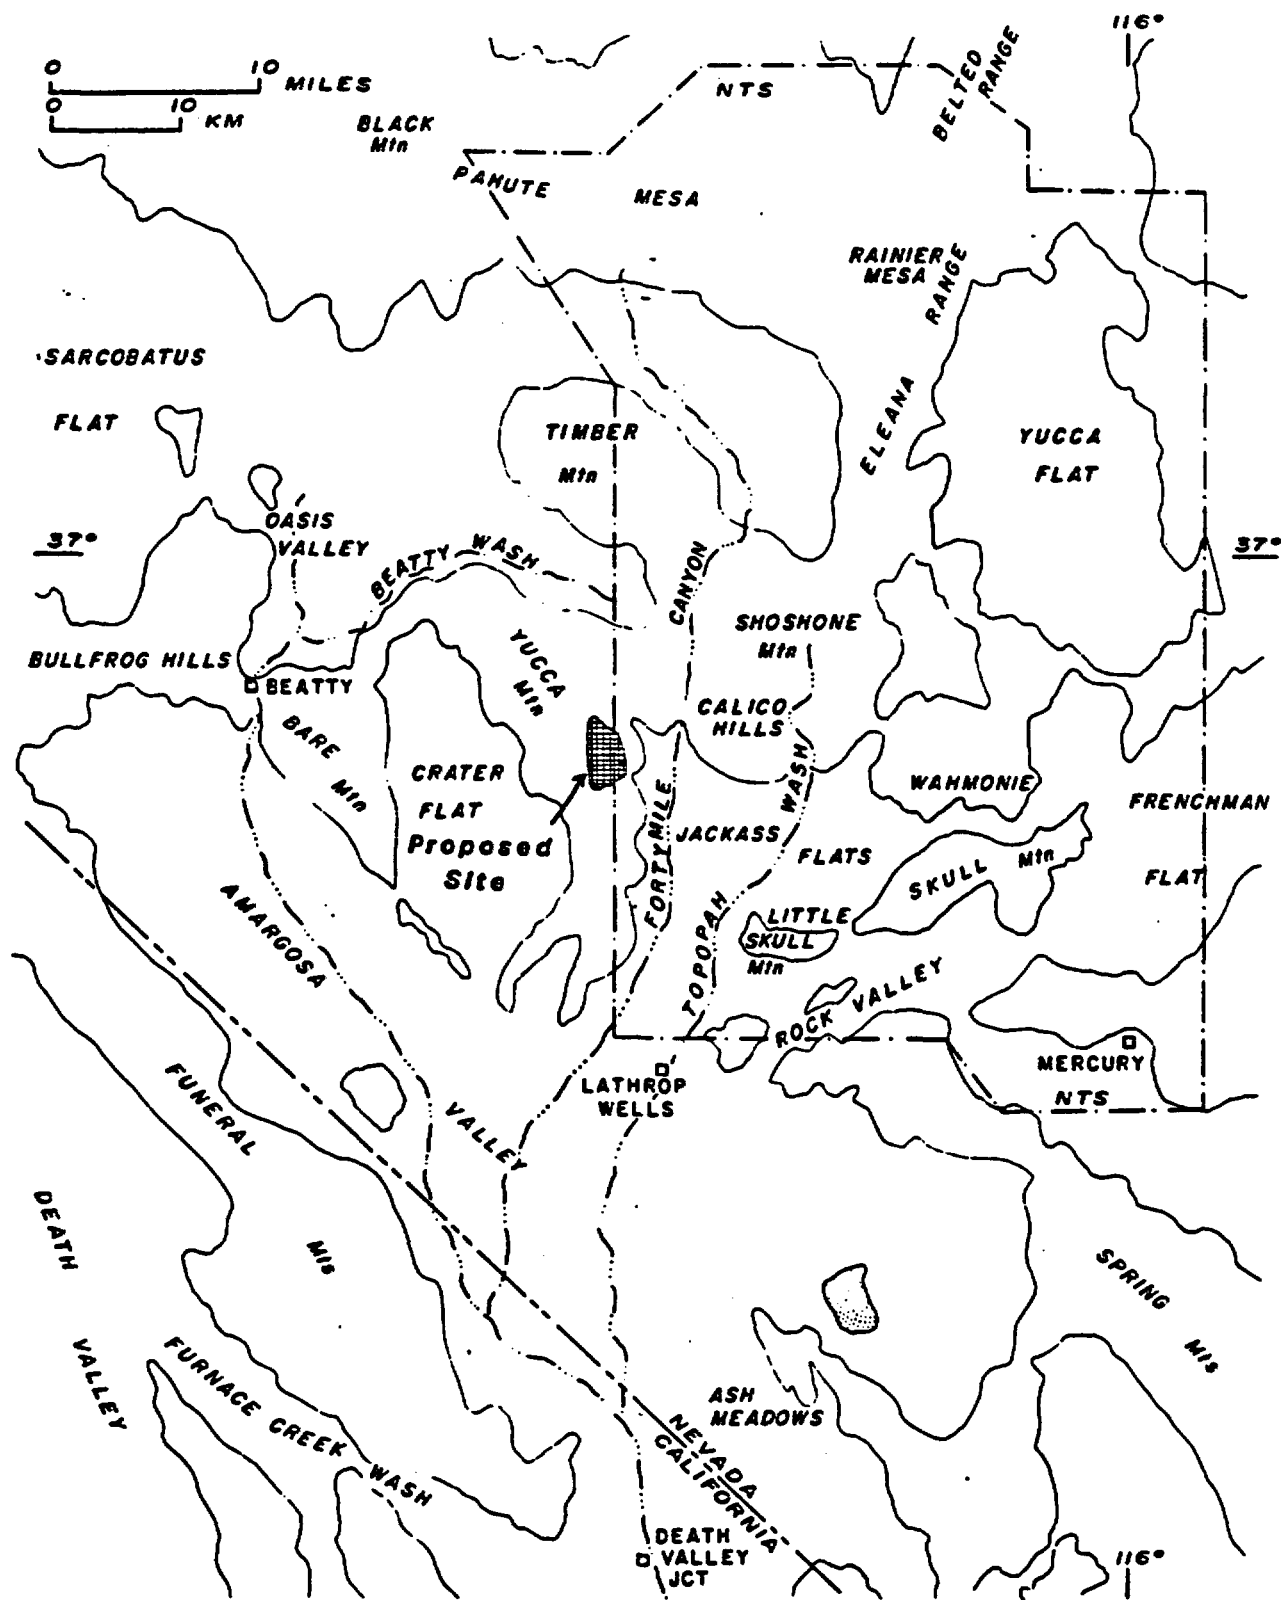 116°
0 10 MILES
0 10 KM
NTS
BELTED
RANGE
BLACK
Mtn
PAHUTE
MESA
RAINIER
MESA
ELEANA RANGE
SARCOBATUS
FLAT
TIMBER
Mtn
YUCCA
FLAT
OASIS
VALLEY
37°
37°
BEATTY WASH
CANYON
SHOSHONE
Mtn
BULLFROG HILLS
BEATTY
YUCCA
Mtn
CALICO
HILLS
BARE
Mtn
CRATER
FLAT
Proposed
Site
FORTYMILE
JACKASS
FLATS
TOPOPAH WASH
WAHMONIE
FRENCHMAN
FLAT
SKULL Mtn
LITTLE
SKULL
Mtn
AMARGOSA
VALLEY
ROCK VALLEY
MERCURY
NTS
LATHROP
WELLS
FUNERAL
Mts
DEATH
VALLEY
SPRING
Mts
FURNACE CREEK WASH
ASH
MEADOWS
NEVADA
CALIFORNIA
DEATH
VALLEY
JCT
116°